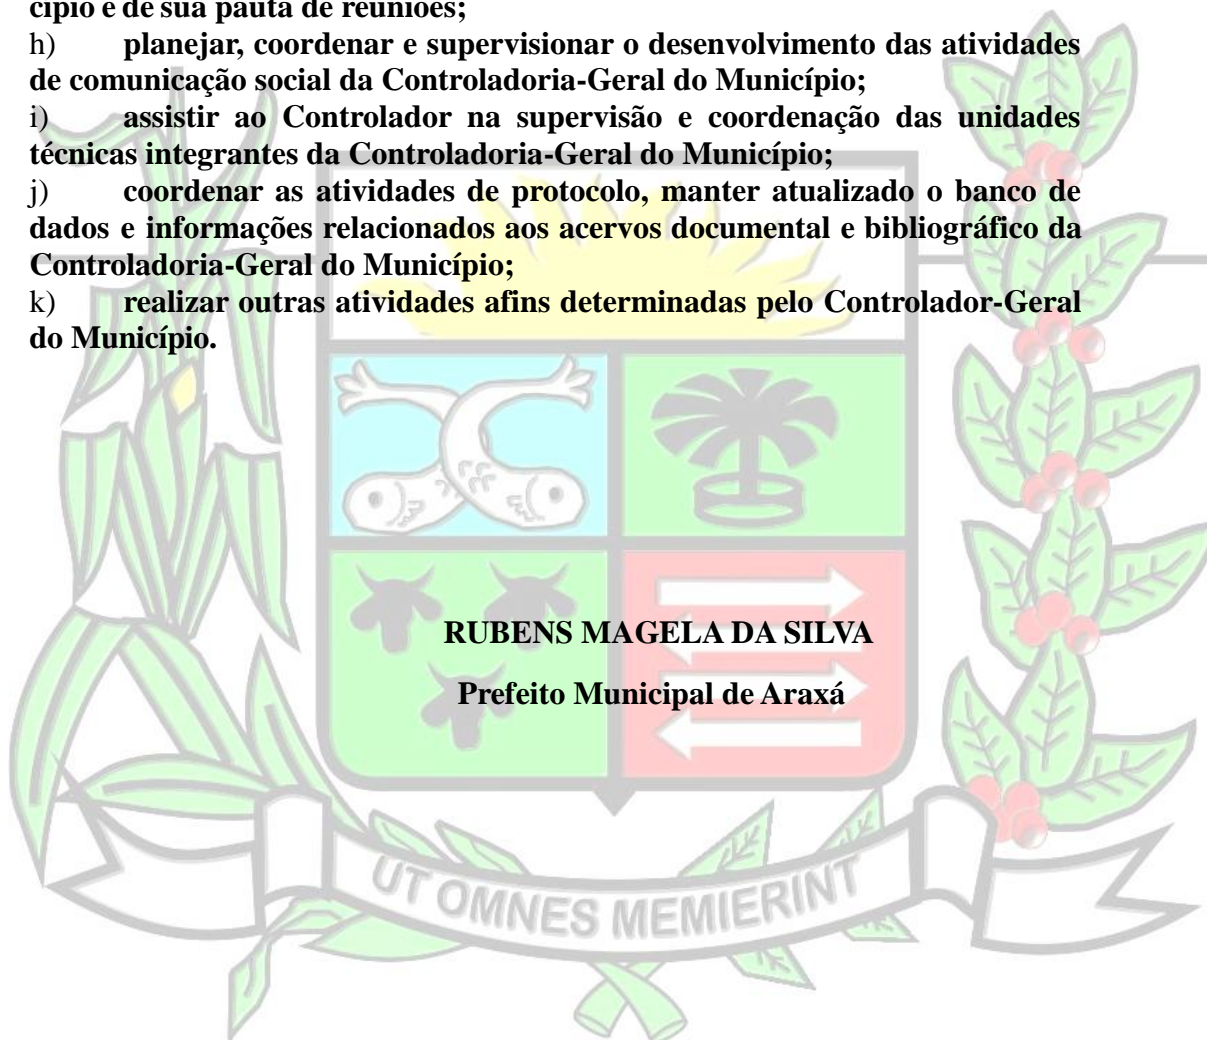 cípio e de sua pauta de reuniões;
h) planejar, coordenar e supervisionar o desenvolvimento das atividades
de comunicação social da Controladoria-Geral do Município;
i) assistir ao Controlador na supervisão e coordenação das unidades
técnicas integrantes da Controladoria-Geral do Município;
j) coordenar as atividades de protocolo, manter atualizado o banco de
dados e informações relacionados aos acervos documental e bibliográfico da
Controladoria-Geral do Município;
k) realizar outras atividades afins determinadas pelo Controlador-Geral
do Município.
RUBENS MAGELA DA SILVA
Prefeito Municipal de Araxá
UT OMNES MEMIERINT